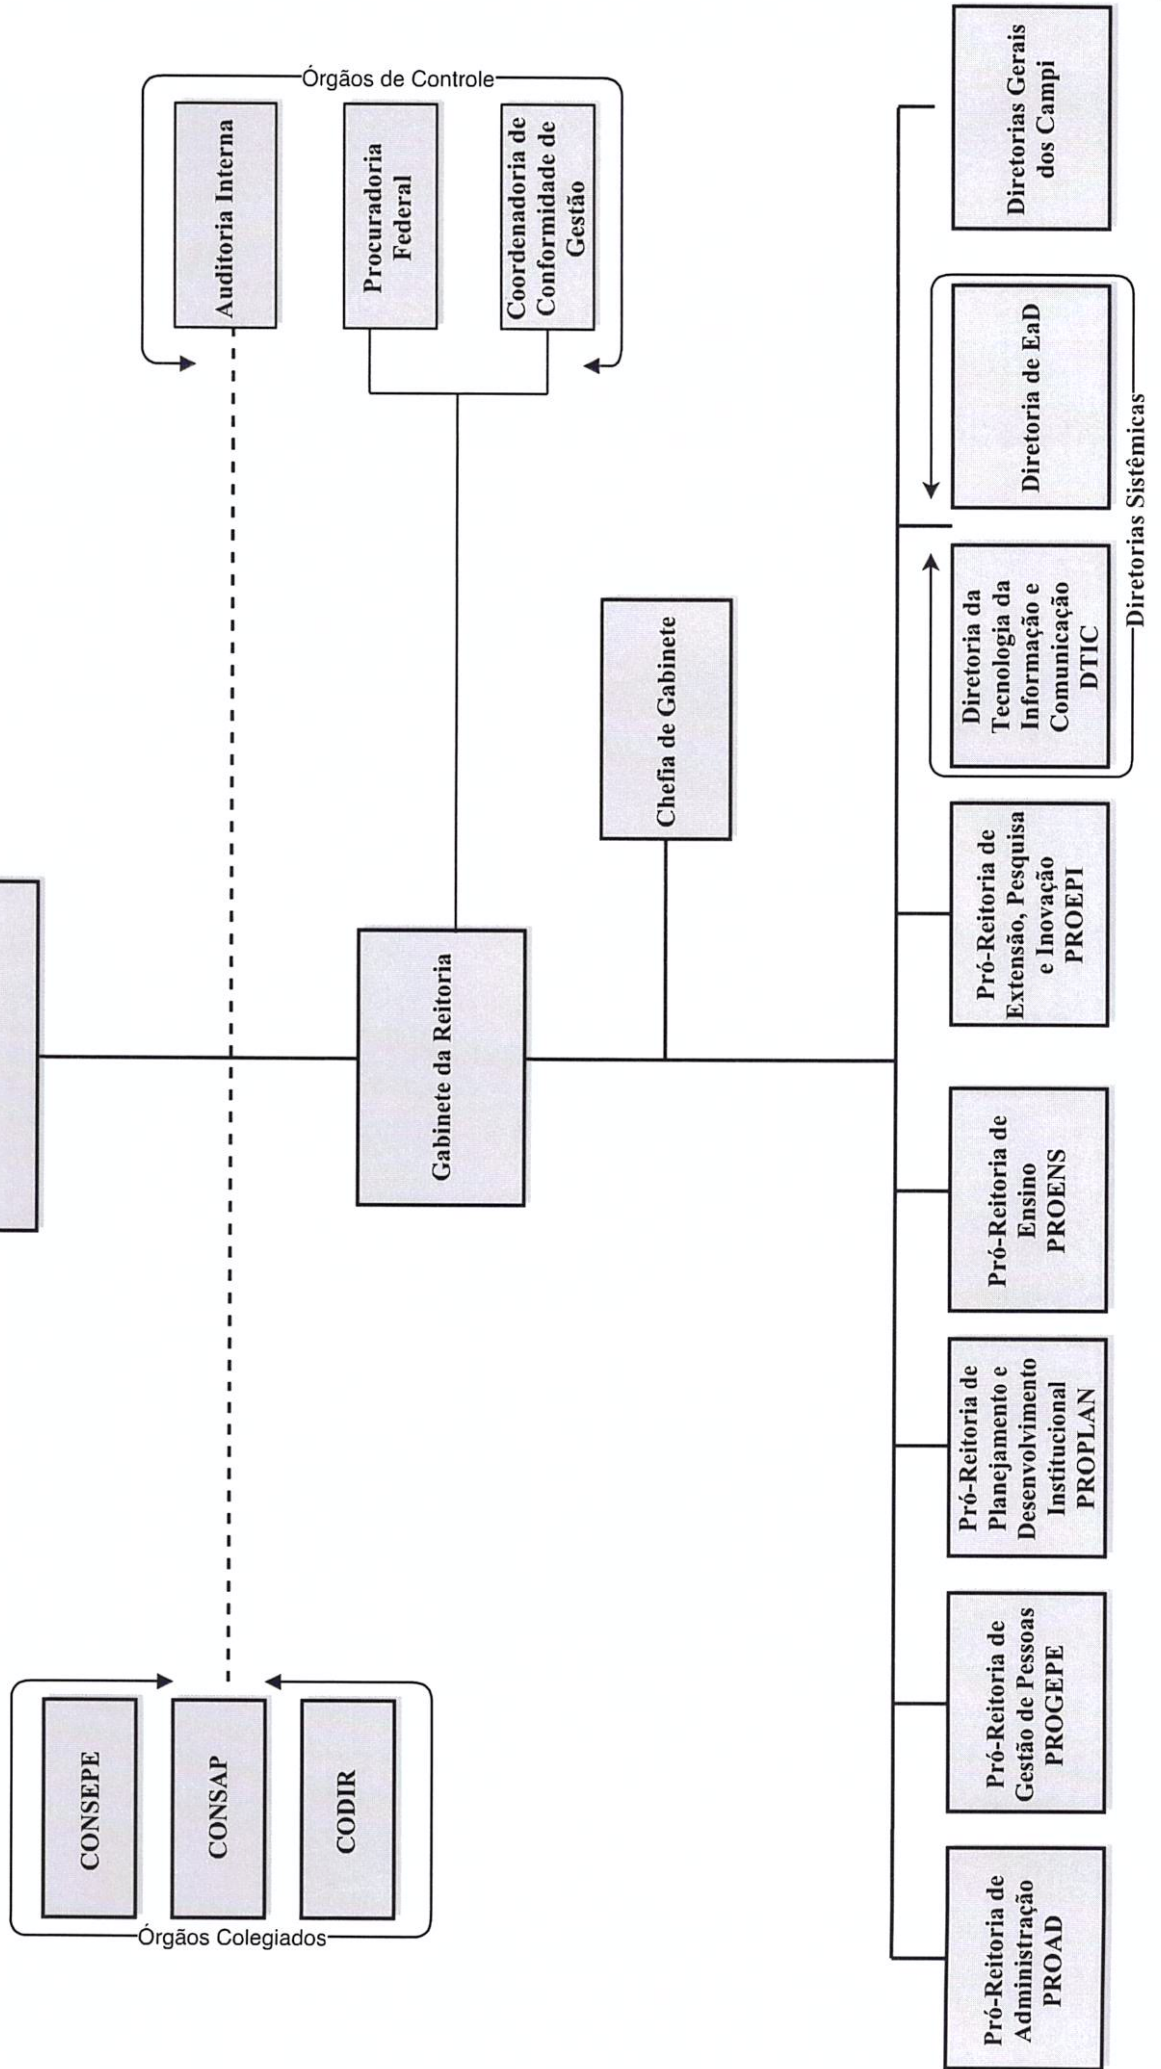 Órgãos Colegiados
CONSEPE
CONSAP
CODIR
Órgãos de Controle
Auditoria Interna
Procuradoria
Federal
Coordenadoria de
Conformidade de
Gestão
Gabinete da Reitoria
Chefia de Gabinete
Pró-Reitoria de
Administração
PROAD
Pró-Reitoria de
Gestão de Pessoas
PROGEPE
Pró-Reitoria de
Planejamento e
Desenvolvimento
Institucional
PROPLAN
Pró-Reitoria de
Ensino
PROENS
Pró-Reitoria de
Extensão, Pesquisa
e Inovação
PROEPI
Diretoria da
Tecnologia da
Informação e
Comunicação
DTIC
Diretoria de EaD
Diretorias Sistêmicas
Diretorias Gerais
dos Campi